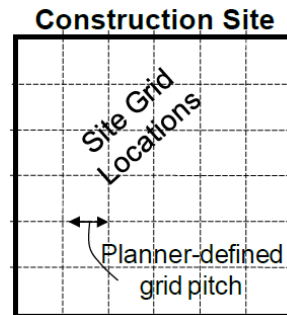 Construction Site
Site Grid
Locations
Planner-defined
grid pitch